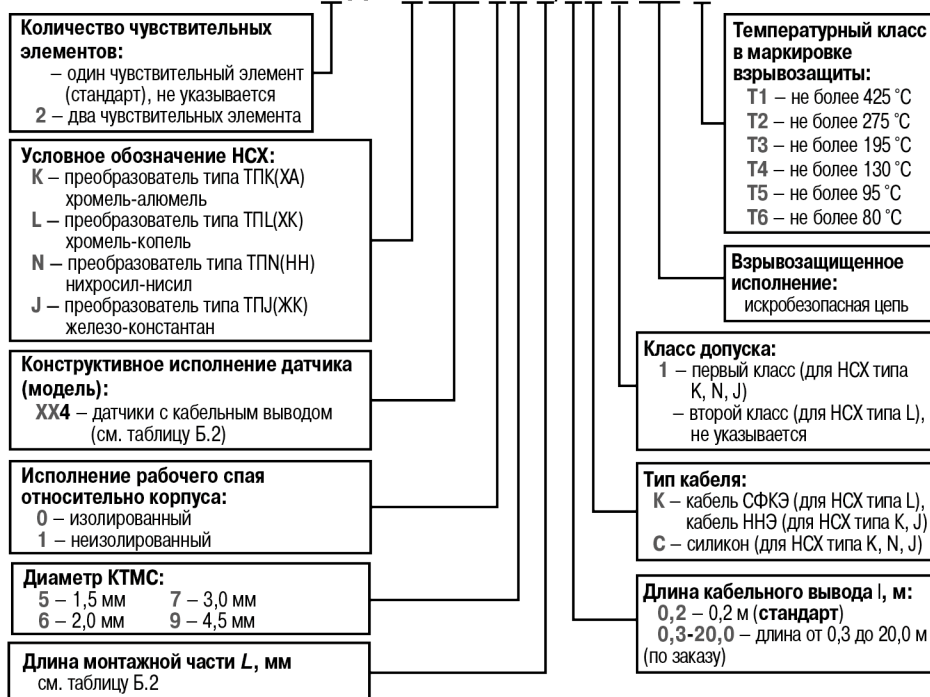 Количество чувствительных
элементов:
– один чувствительный элемент
(стандарт), не указывается
2 – два чувствительных элемента
Условное обозначение НСХ:
K – преобразователь типа ТПK(ХА)
хромель-алюмель
L – преобразователь типа ТПL(ХК)
хромель-копель
N – преобразователь типа ТПN(НН)
нихросил-нисил
J – преобразователь типа ТПJ(ЖК)
железо-константан
Конструктивное исполнение датчика
(модель):
XX4 – датчики с кабельным выводом
(см. таблицу Б.2)
Исполнение рабочего спая
относительно корпуса:
0 – изолированный
1 – неизолированный
Диаметр КТМС:
5 – 1,5 мм 7 – 3,0 мм
6 – 2,0 мм 9 – 4,5 мм
Длина монтажной части L, мм
см. таблицу Б.2
Температурный класс
в маркировке
взрывозащиты:
Т1 – не более 425 °С
Т2 – не более 275 °С
Т3 – не более 195 °С
Т4 – не более 130 °С
Т5 – не более 95 °С
Т6 – не более 80 °С
Взрывозащищенное
исполнение:
искробезопасная цепь
Класс допуска:
1 – первый класс (для НСХ типа
K, N, J)
– второй класс (для НСХ типа L),
не указывается
Тип кабеля:
К – кабель СФКЭ (для НСХ типа L),
кабель ННЭ (для НСХ типа K, J)
С – силикон (для НСХ типа K, N, J)
Длина кабельного вывода l, м:
0,2 – 0,2 м (стандарт)
0,3-20,0 – длина от 0,3 до 20,0 м
(по заказу)